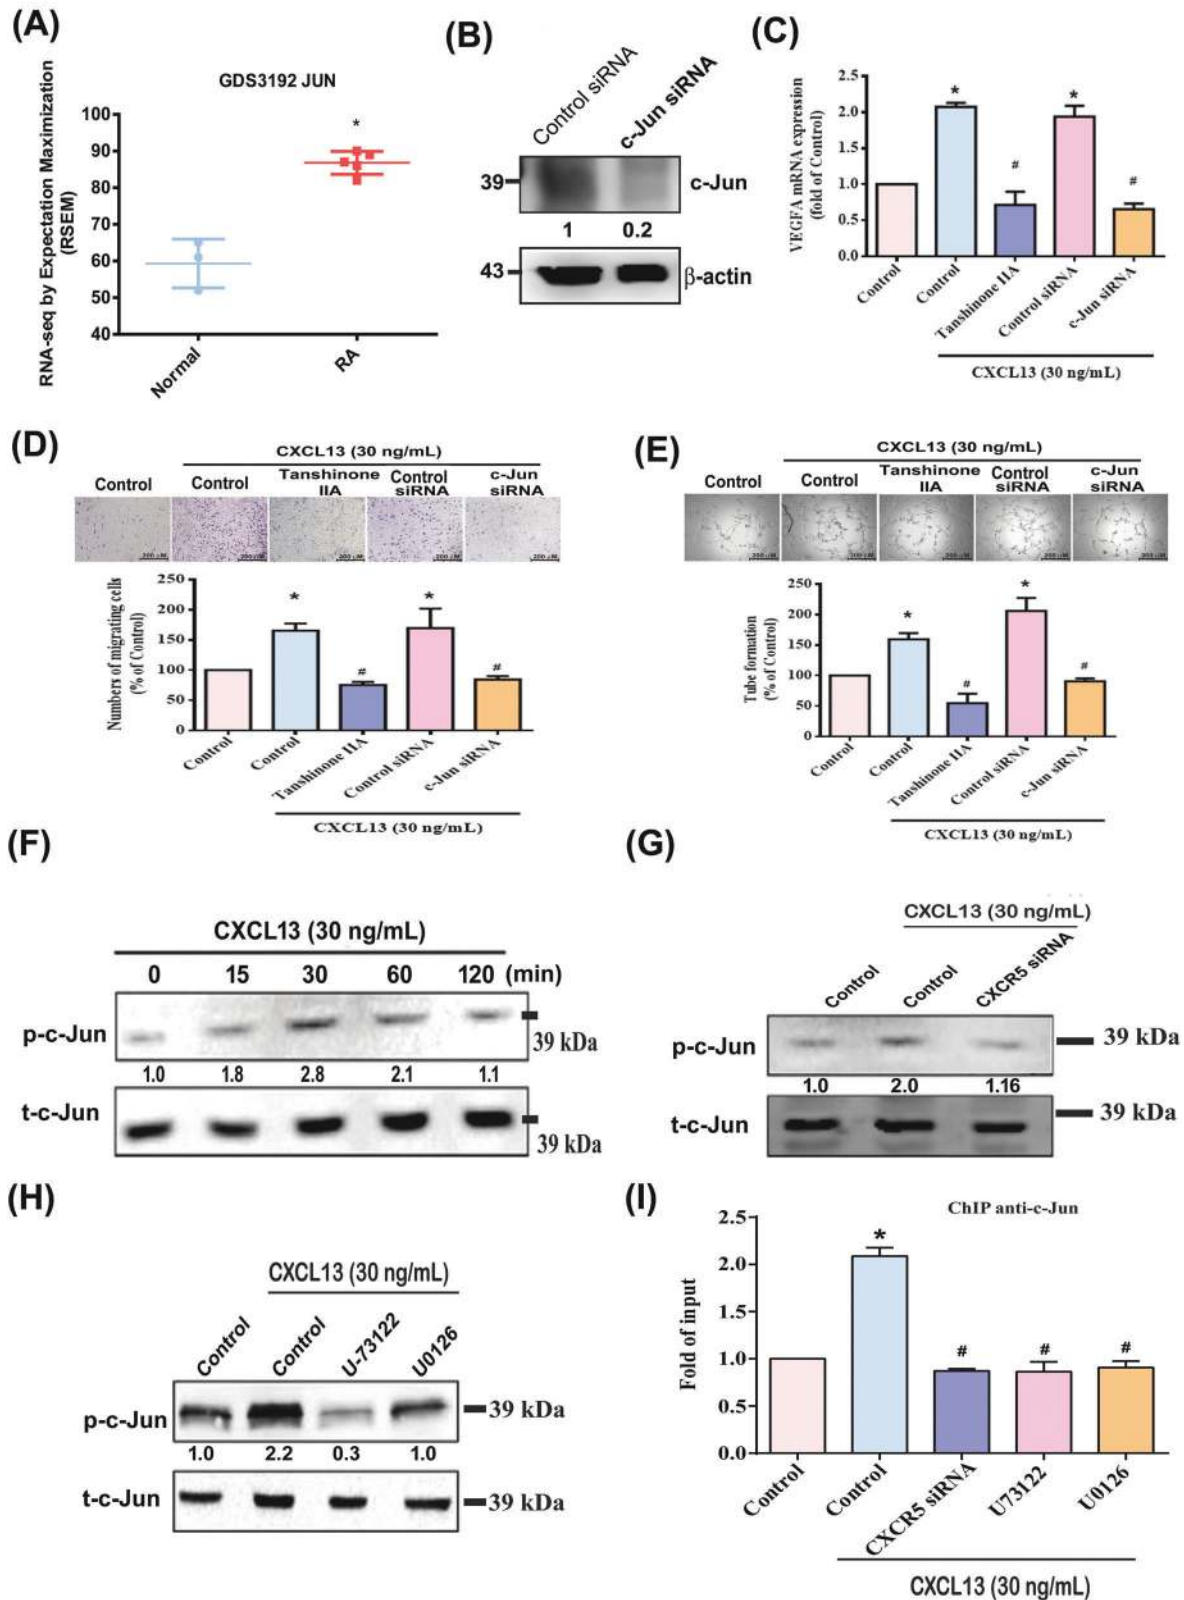 (A)
GDS3192 JUN
RNA-seq by Expectation Maximization
(RSEM)
100
90
80
70
60
50
40
*
Normal
RA
(B)
Control siRNA
c-Jun siRNA
39
c-Jun
1 0.2
43
β-actin
(C)
VEGFA mRNA expression
(fold of Control)
2.5
2.0
1.5
1.0
0.5
0.0
* # * #
Control
Control
Tanshinone IIA
Control siRNA
c-Jun siRNA
CXCL13 (30 ng/mL)
(D)
CXCL13 (30 ng/mL)
Control
Control
Tanshinone
IIA
Control
siRNA
c-Jun
siRNA
Numbers of migrating cells
(% of Control)
250
200
150
100
50
0
* # * #
Control
Control
Tanshinone IIA
Control siRNA
c-Jun siRNA
CXCL13 (30 ng/mL)
(E)
CXCL13 (30 ng/mL)
Control
Control
Tanshinone
IIA
Control
siRNA
c-Jun
siRNA
Tube formation
(% of Control)
250
200
150
100
50
0
* # * #
Control
Control
Tanshinone IIA
Control siRNA
c-Jun siRNA
CXCL13 (30 ng/mL)
(F)
CXCL13 (30 ng/mL)
0 15 30 60 120 (min)
p-c-Jun
39 kDa
1.0 1.8 2.8 2.1 1.1
t-c-Jun
39 kDa
(G)
CXCL13 (30 ng/mL)
Control
Control
CXCR5 siRNA
p-c-Jun
39 kDa
1.0 2.0 1.16
t-c-Jun
39 kDa
(H)
CXCL13 (30 ng/mL)
Control
Control
U-73122
U0126
p-c-Jun
39 kDa
1.0 2.2 0.3 1.0
t-c-Jun
39 kDa
(I)
ChIP anti-c-Jun
Fold of input
2.5
2.0
1.5
1.0
0.5
0.0
* # # #
Control
Control
CXCR5 siRNA
U73122
U0126
CXCL13 (30 ng/mL)